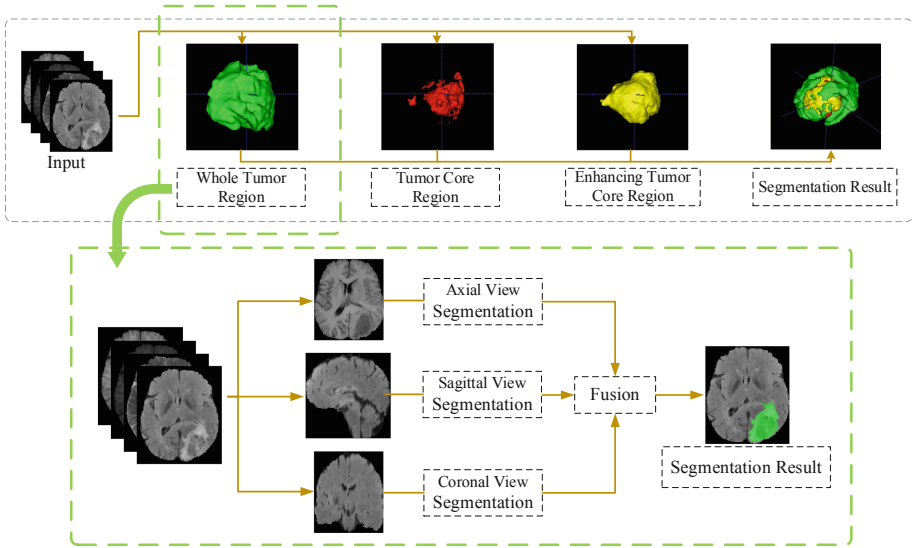 Input
Whole Tumor
Region
Tumor Core
Region
Enhancing Tumor
Core Region
Segmentation Result
Axial View
Segmentation
Sagittal View
Segmentation
Coronal View
Segmentation
Fusion
Segmentation Result